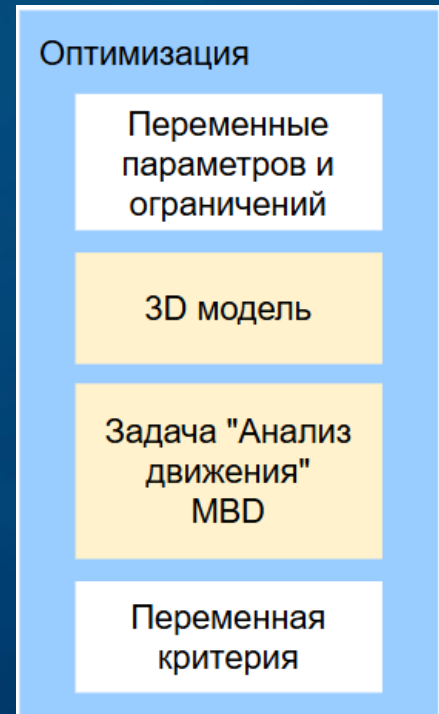 Оптимизация
Переменные
параметров и
ограничений
3D модель
Задача "Анализ
движения"
MBD
Переменная
критерия